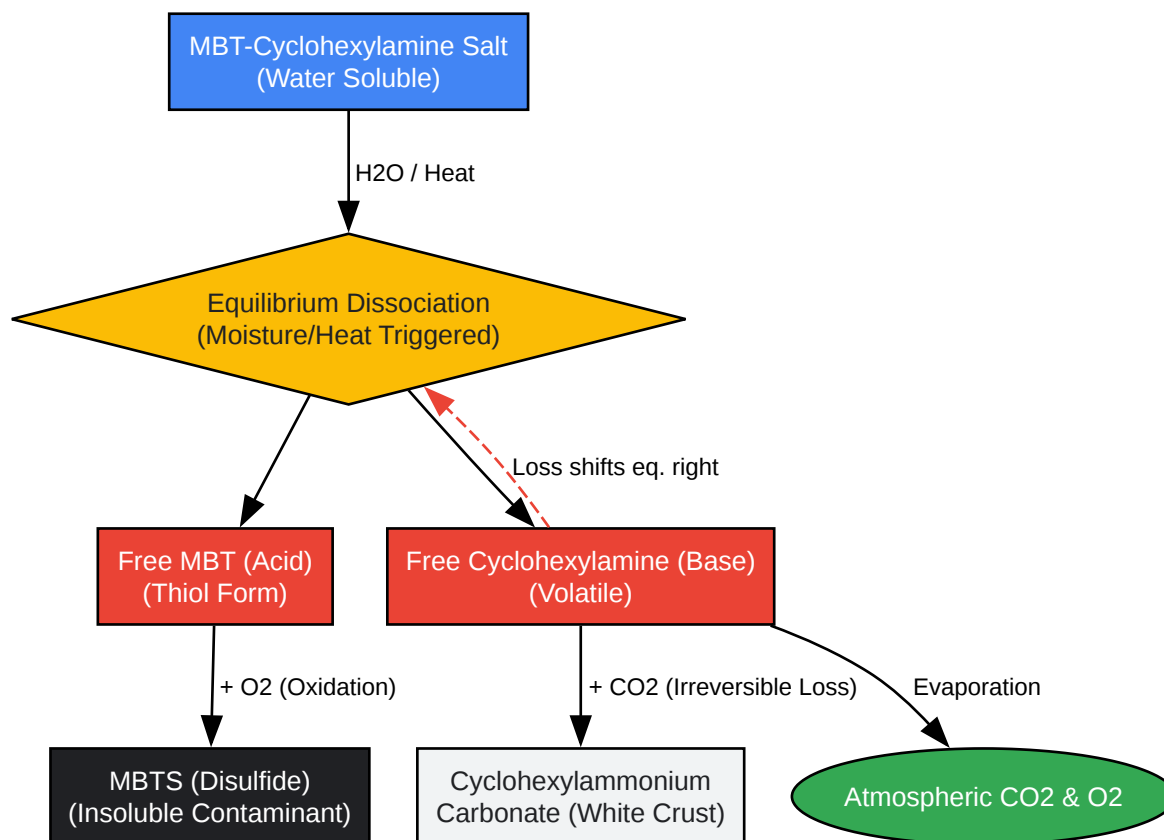 MBT-Cyclohexylamine Salt
(Water Soluble)
H2O / Heat
Equilibrium Dissociation
(Moisture/Heat Triggered)
Loss shifts eq. right
Free MBT (Acid)
(Thiol Form)
Free Cyclohexylamine (Base)
(Volatile)
+ O2 (Oxidation)
+ CO2 (Irreversible Loss)
Evaporation
MBTS (Disulfide)
(Insoluble Contaminant)
Cyclohexylammonium
Carbonate (White Crust)
Atmospheric CO2 & O2